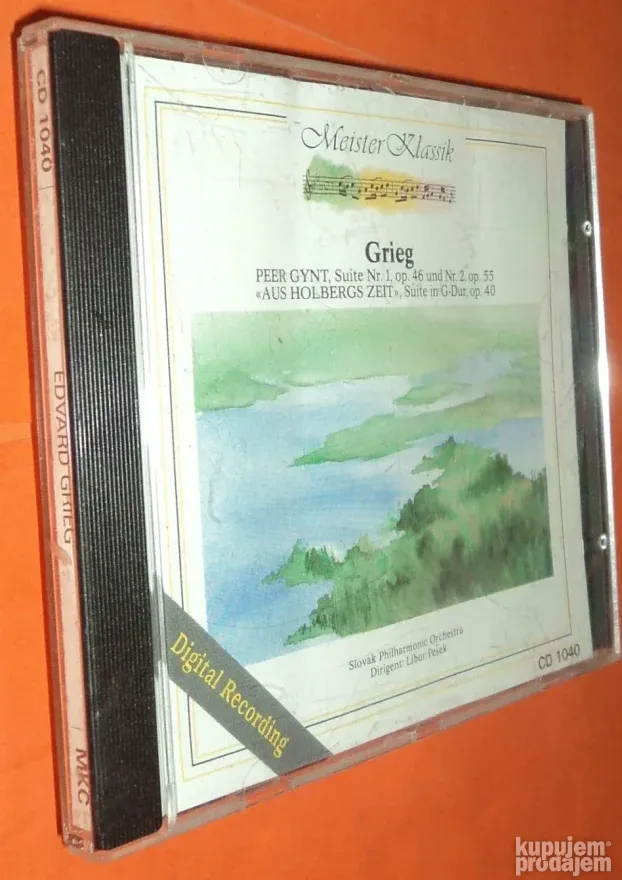 CD 1040
EDVARD GRIEG
MKC
Meister Klassik
Grieg
PEER GYNT, Suite Nr. 1, op. 46 und Nr. 2, op. 55
«AUS HOLBERGS ZEIT», Suite in G-Dur, op. 40
Slovak Philharmonic Orchestra
Dirigent: Libor Pešek
CD 1040
Digital Recording
kupujem
prodajem